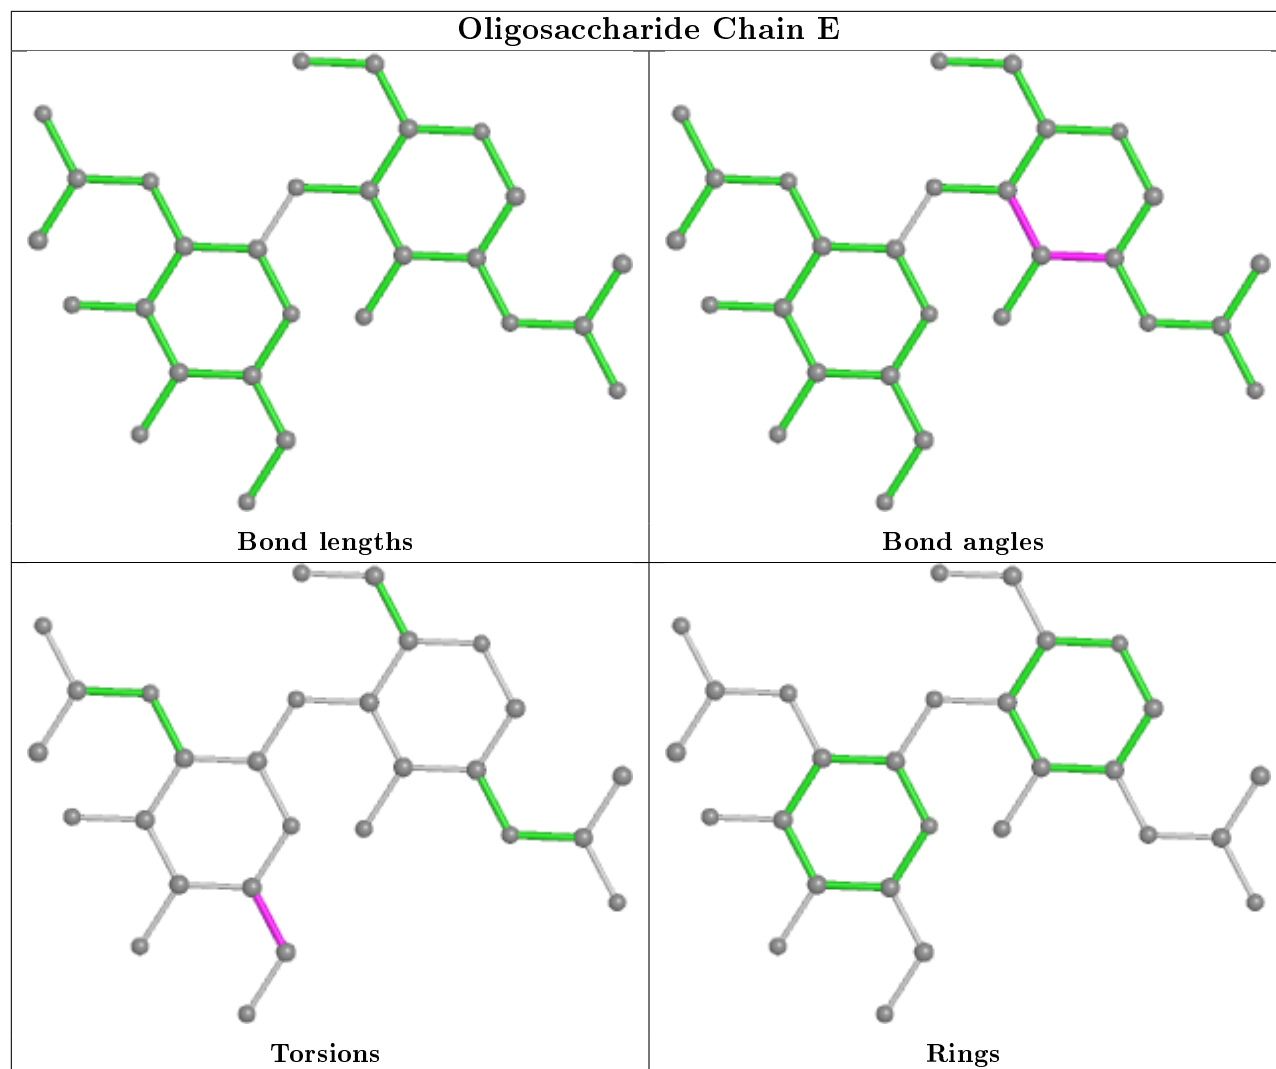 Oligosaccharide Chain E
Bond lengths
Bond angles
Torsions
Rings